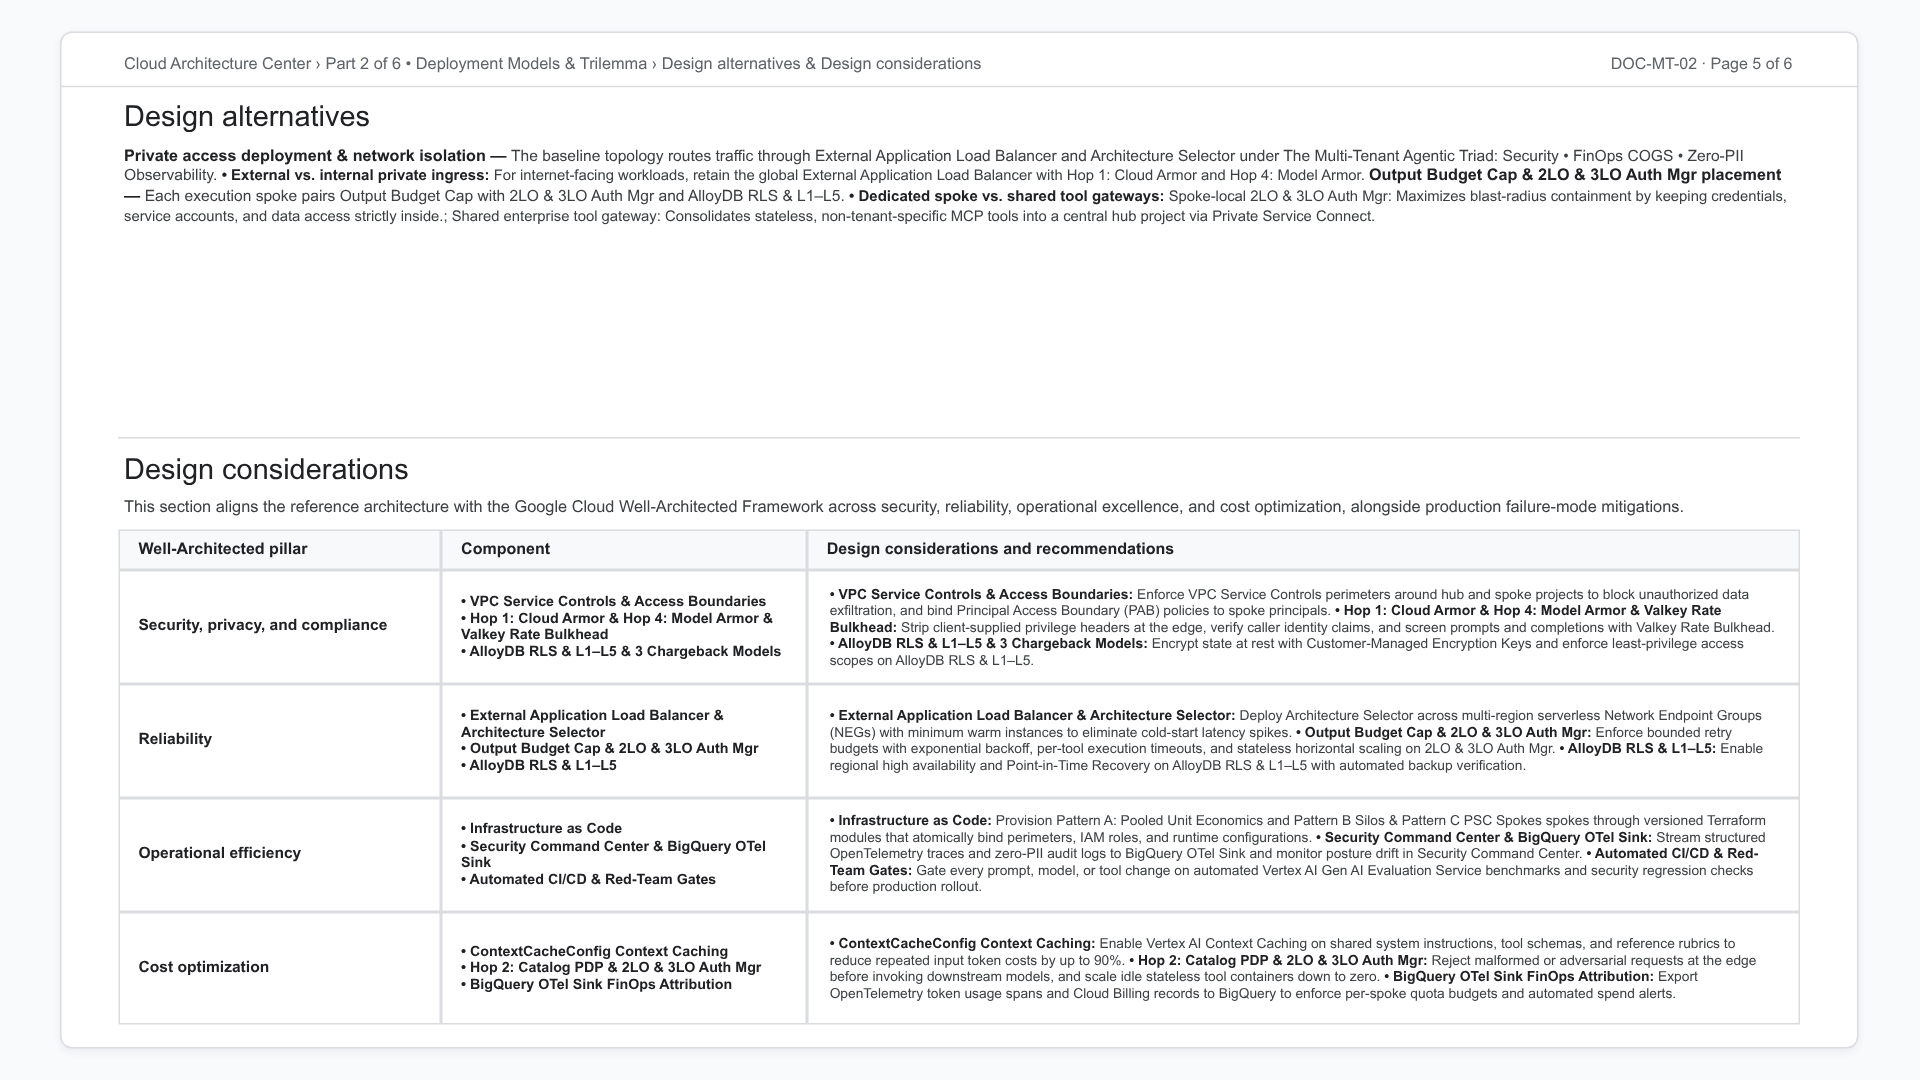 Cloud Architecture Center › Part 2 of 6 • Deployment Models & Trilemma › Design alternatives & Design considerations
DOC-MT-02 · Page 5 of 6
Design alternatives
Private access deployment & network isolation — The baseline topology routes traffic through External Application Load Balancer and Architecture Selector under The Multi-Tenant Agentic Triad: Security • FinOps COGS • Zero-PII
Observability. • External vs. internal private ingress: For internet-facing workloads, retain the global External Application Load Balancer with Hop 1: Cloud Armor and Hop 4: Model Armor. Output Budget Cap & 2LO & 3LO Auth Mgr placement
— Each execution spoke pairs Output Budget Cap with 2LO & 3LO Auth Mgr and AlloyDB RLS & L1–L5. • Dedicated spoke vs. shared tool gateways: Spoke-local 2LO & 3LO Auth Mgr: Maximizes blast-radius containment by keeping credentials,
service accounts, and data access strictly inside.; Shared enterprise tool gateway: Consolidates stateless, non-tenant-specific MCP tools into a central hub project via Private Service Connect.
Design considerations
This section aligns the reference architecture with the Google Cloud Well-Architected Framework across security, reliability, operational excellence, and cost optimization, alongside production failure-mode mitigations.
Well-Architected pillar
Component
Design considerations and recommendations
Security, privacy, and compliance
• VPC Service Controls & Access Boundaries
• Hop 1: Cloud Armor & Hop 4: Model Armor &
Valkey Rate Bulkhead
• AlloyDB RLS & L1–L5 & 3 Chargeback Models
• VPC Service Controls & Access Boundaries: Enforce VPC Service Controls perimeters around hub and spoke projects to block unauthorized data
exfiltration, and bind Principal Access Boundary (PAB) policies to spoke principals. • Hop 1: Cloud Armor & Hop 4: Model Armor & Valkey Rate
Bulkhead: Strip client-supplied privilege headers at the edge, verify caller identity claims, and screen prompts and completions with Valkey Rate Bulkhead.
• AlloyDB RLS & L1–L5 & 3 Chargeback Models: Encrypt state at rest with Customer-Managed Encryption Keys and enforce least-privilege access
scopes on AlloyDB RLS & L1–L5.
Reliability
• External Application Load Balancer &
Architecture Selector
• Output Budget Cap & 2LO & 3LO Auth Mgr
• AlloyDB RLS & L1–L5
• External Application Load Balancer & Architecture Selector: Deploy Architecture Selector across multi-region serverless Network Endpoint Groups
(NEGs) with minimum warm instances to eliminate cold-start latency spikes. • Output Budget Cap & 2LO & 3LO Auth Mgr: Enforce bounded retry
budgets with exponential backoff, per-tool execution timeouts, and stateless horizontal scaling on 2LO & 3LO Auth Mgr. • AlloyDB RLS & L1–L5: Enable
regional high availability and Point-in-Time Recovery on AlloyDB RLS & L1–L5 with automated backup verification.
Operational efficiency
• Infrastructure as Code
• Security Command Center & BigQuery OTel
Sink
• Automated CI/CD & Red-Team Gates
• Infrastructure as Code: Provision Pattern A: Pooled Unit Economics and Pattern B Silos & Pattern C PSC Spokes spokes through versioned Terraform
modules that atomically bind perimeters, IAM roles, and runtime configurations. • Security Command Center & BigQuery OTel Sink: Stream structured
OpenTelemetry traces and zero-PII audit logs to BigQuery OTel Sink and monitor posture drift in Security Command Center. • Automated CI/CD & Red-
Team Gates: Gate every prompt, model, or tool change on automated Vertex AI Gen AI Evaluation Service benchmarks and security regression checks
before production rollout.
Cost optimization
• ContextCacheConfig Context Caching
• Hop 2: Catalog PDP & 2LO & 3LO Auth Mgr
• BigQuery OTel Sink FinOps Attribution
• ContextCacheConfig Context Caching: Enable Vertex AI Context Caching on shared system instructions, tool schemas, and reference rubrics to
reduce repeated input token costs by up to 90%. • Hop 2: Catalog PDP & 2LO & 3LO Auth Mgr: Reject malformed or adversarial requests at the edge
before invoking downstream models, and scale idle stateless tool containers down to zero. • BigQuery OTel Sink FinOps Attribution: Export
OpenTelemetry token usage spans and Cloud Billing records to BigQuery to enforce per-spoke quota budgets and automated spend alerts.